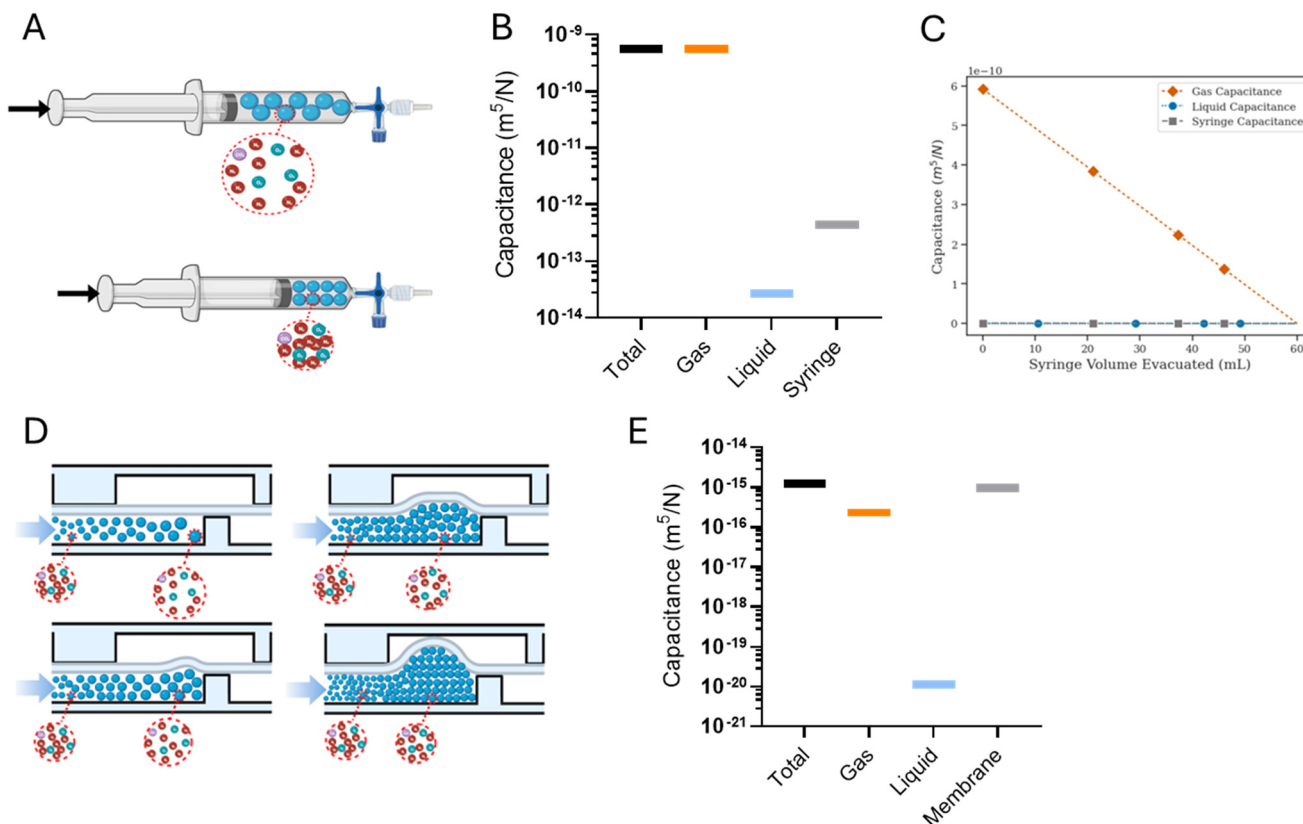 A
B
Capacitance (m⁵/N)
10⁻⁹
10⁻¹⁰
10⁻¹¹
10⁻¹²
10⁻¹³
10⁻¹⁴
Total
Gas
Liquid
Syringe
C
1e−10
Capacitance (m⁵/N)
6
5
4
3
2
1
0
Gas Capacitance
Liquid Capacitance
Syringe Capacitance
0 10 20 30 40 50 60
Syringe Volume Evacuated (mL)
D
E
Capacitance (m⁵/N)
10⁻¹⁴
10⁻¹⁵
10⁻¹⁶
10⁻¹⁷
10⁻¹⁸
10⁻¹⁹
10⁻²⁰
10⁻²¹
Total
Gas
Liquid
Membrane